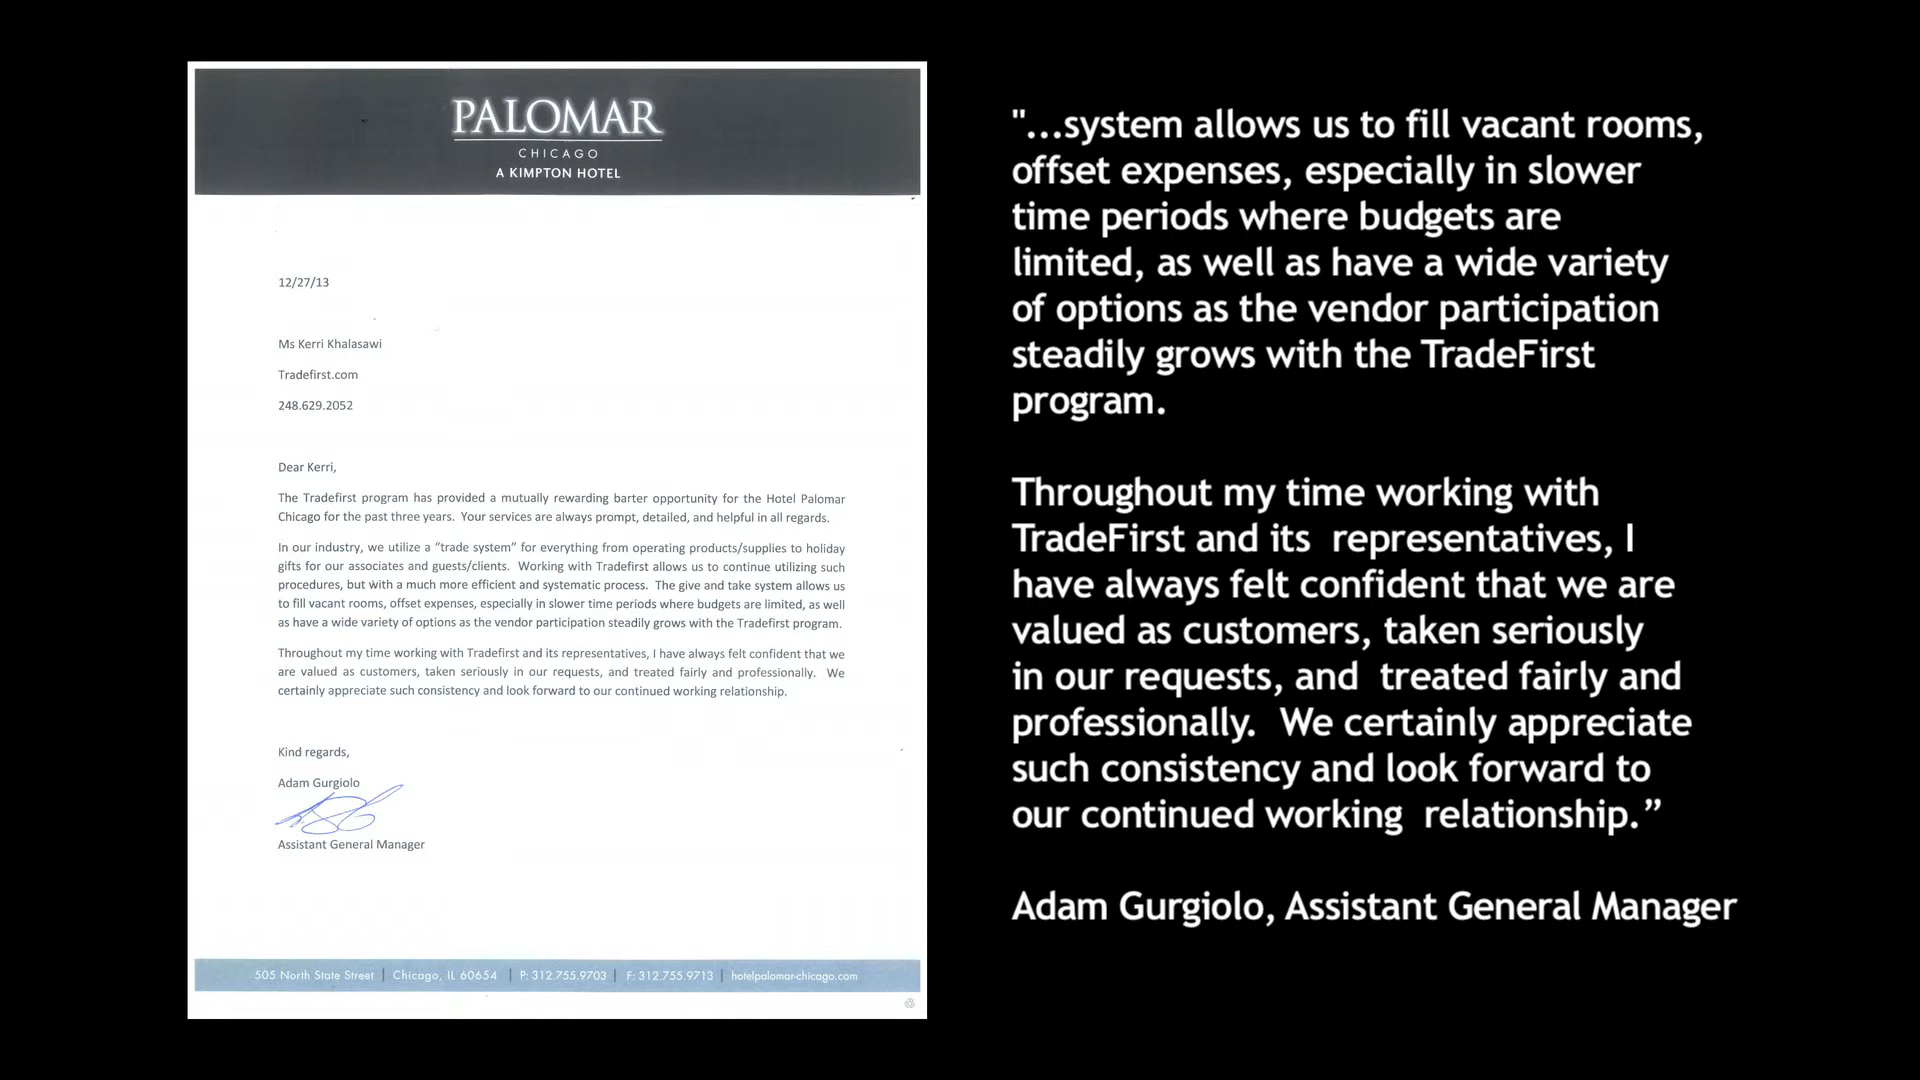 PALOMAR
CHICAGO
A KIMPTON HOTEL
12/27/13
Ms Kerri Khalasawi
Tradefirst.com
248.629.2052
Dear Kerri,
The Tradefirst program has provided a mutually rewarding barter opportunity for the Hotel Palomar
Chicago for the past three years.  Your services are always prompt, detailed, and helpful in all regards.
In our industry, we utilize a “trade system” for everything from operating products/supplies to holiday
gifts for our associates and guests/clients.  Working with Tradefirst allows us to continue utilizing such
procedures, but with a much more efficient and systematic process.  The give and take system allows us
to fill vacant rooms, offset expenses, especially in slower time periods where budgets are limited, as well
as have a wide variety of options as the vendor participation steadily grows with the Tradefirst program.
Throughout my time working with Tradefirst and its representatives, I have always felt confident that we
are valued as customers, taken seriously in our requests, and treated fairly and professionally.  We
certainly appreciate such consistency and look forward to our continued working relationship.
Kind regards,
Adam Gurgiolo
Assistant General Manager
505 North State Street | Chicago, IL 60654 | P: 312.755.9703 | F: 312.755.9713 | hotelpalomar-chicago.com
"...system allows us to fill vacant rooms,
offset expenses, especially in slower
time periods where budgets are
limited, as well as have a wide variety
of options as the vendor participation
steadily grows with the TradeFirst
program.
Throughout my time working with
TradeFirst and its  representatives, I
have always felt confident that we are
valued as customers, taken seriously
in our requests, and  treated fairly and
professionally.  We certainly appreciate
such consistency and look forward to
our continued working  relationship.”
Adam Gurgiolo, Assistant General Manager